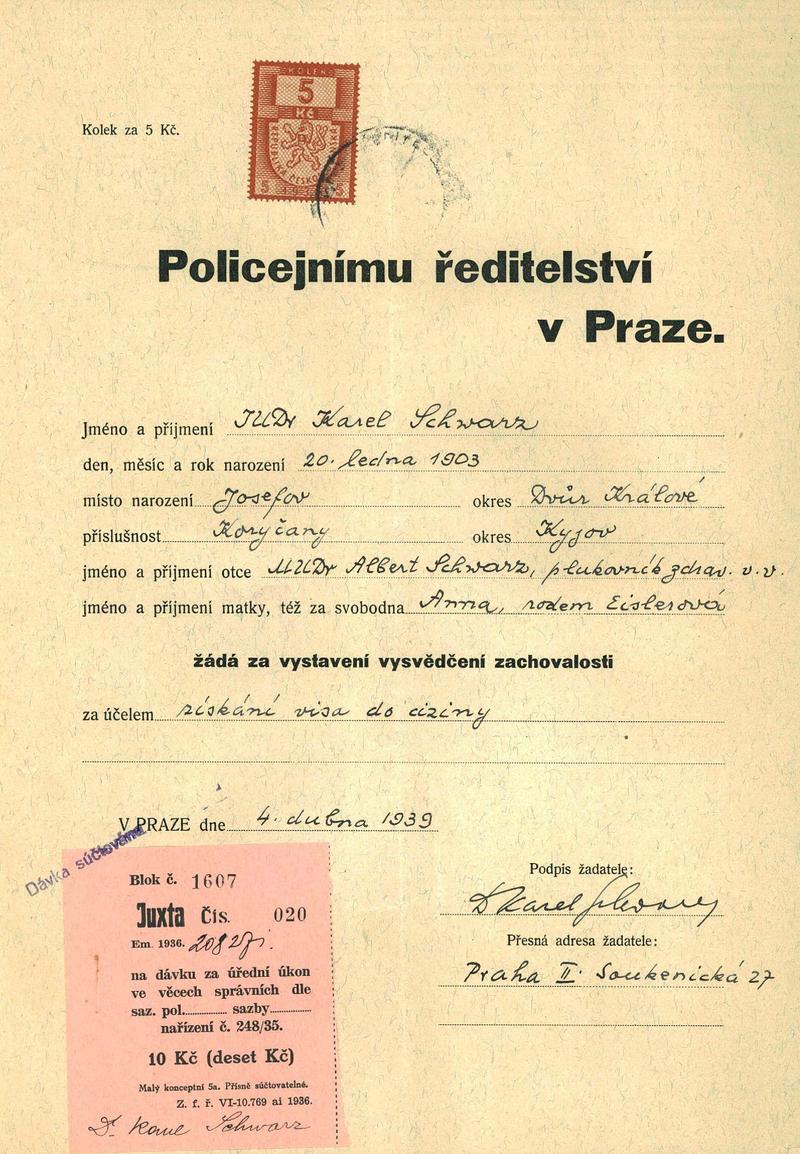 KOLEK
5
Kč
5
Kolek za 5 Kč.
Policejnímu ředitelství
v Praze.
Jméno a příjmení JUDr Karel Schwarz
den, měsíc a rok narození 20. ledna 1903
místo narození Josefov okres Dvůr Králové
příslušnost Koryčany okres Kyjov
jméno a příjmení otce MUDr Albert Schwarz, plukovník zdrav. v. v.
jméno a příjmení matky, též za svobodna Anna, rodem Eislerová
žádá za vystavení vysvědčení zachovalosti
za účelem získání visa do ciziny
V PRAZE dne 4. dubna 1939
Dávka súčtována
Blok č. 1607
Juxta Čís. 020
Em. 1936.
na dávku za úřední úkon
ve věcech správních dle
saz. pol. sazby
nařízení č. 248/35.
10 Kč (deset Kč)
Malý konceptní 5a. Přísně súčtovatelné.
Z. f. ř. VI-10.769 ai 1936.
Dr Karel Schwarz
Podpis žadatele:
Dr Karel Schwarz
Přesná adresa žadatele:
Praha II. Soukenická 27